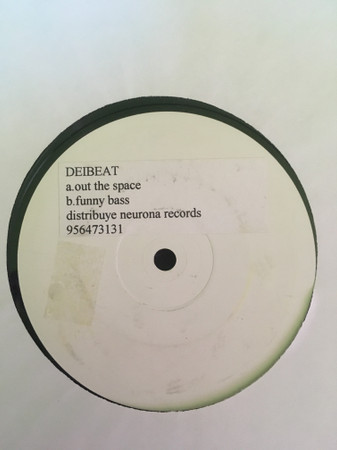 DEIBEAT
a.out the space
b.funny bass
distribuye neurona records
956473131